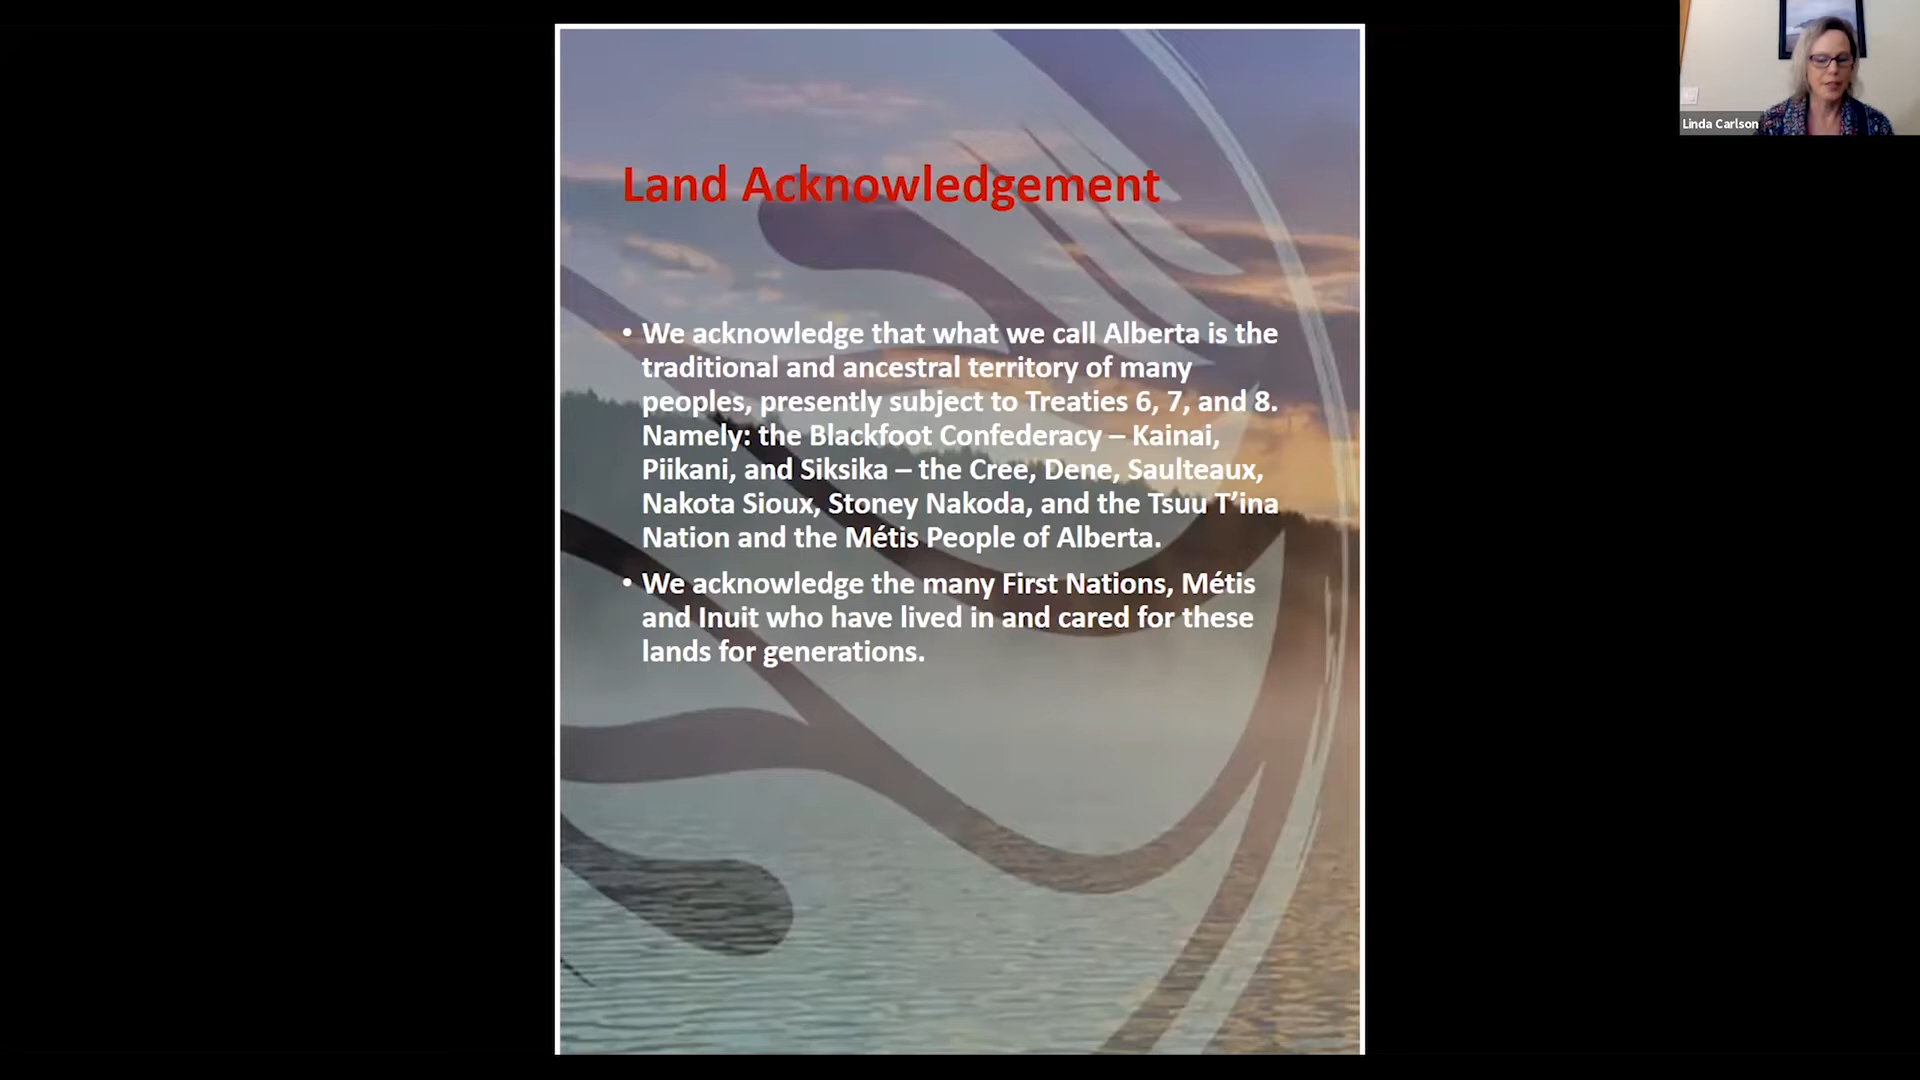 Land Acknowledgement
• We acknowledge that what we call Alberta is the
traditional and ancestral territory of many
peoples, presently subject to Treaties 6, 7, and 8.
Namely: the Blackfoot Confederacy – Kainai,
Piikani, and Siksika – the Cree, Dene, Saulteaux,
Nakota Sioux, Stoney Nakoda, and the Tsuu T’ina
Nation and the Métis People of Alberta.
• We acknowledge the many First Nations, Métis
and Inuit who have lived in and cared for these
lands for generations.
Linda Carlson